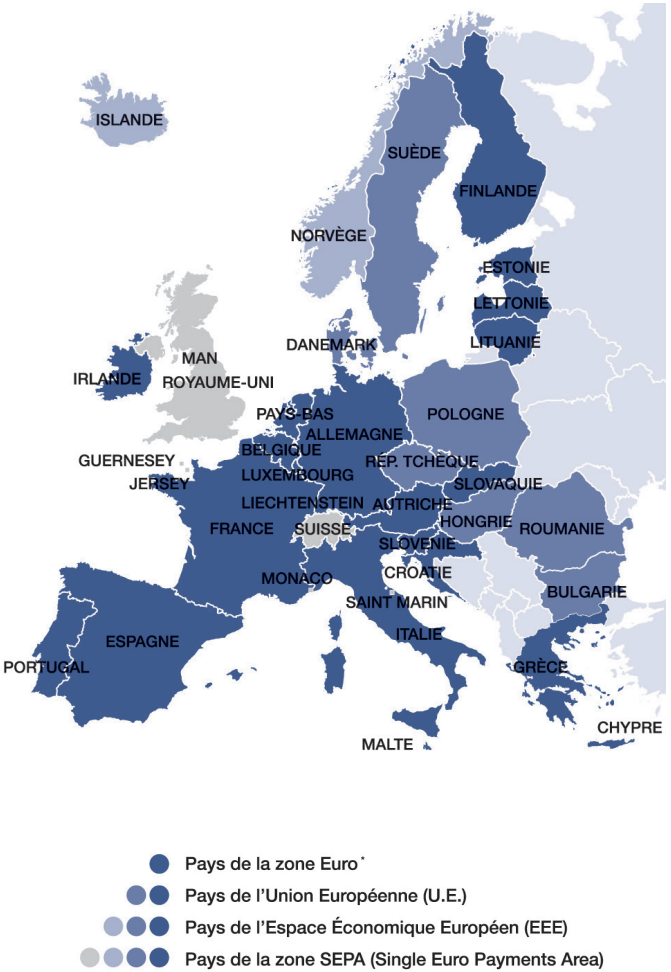 ISLANDE
SUÈDE
FINLANDE
NORVÈGE
ESTONIE
LETTONIE
LITUANIE
DANEMARK
MAN
ROYAUME-UNI
IRLANDE
PAYS-BAS
POLOGNE
ALLEMAGNE
BELGIQUE
RÉP. TCHÈQUE
GUERNESEY
LUXEMBOURG
JERSEY
SLOVAQUIE
LIECHTENSTEIN
AUTRICHE
FRANCE
SUISSE
HONGRIE
ROUMANIE
SLOVÉNIE
CROATIE
MONACO
BULGARIE
SAINT MARIN
ITALIE
ESPAGNE
PORTUGAL
GRÈCE
CHYPRE
MALTE
Pays de la zone Euro*
Pays de l'Union Européenne (U.E.)
Pays de l'Espace Économique Européen (EEE)
Pays de la zone SEPA (Single Euro Payments Area)